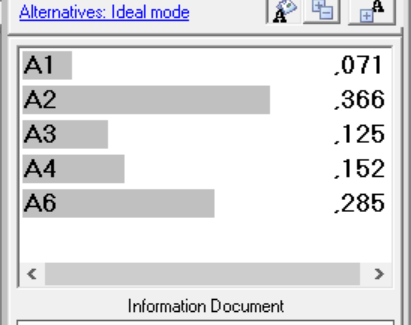 Alternatives: Ideal mode
A1 ,071
A2 ,366
A3 ,125
A4 ,152
A6 ,285
Information Document